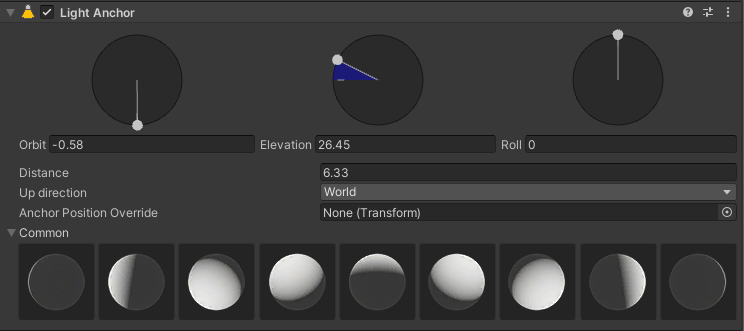 Light Anchor
Orbit -0.58 Elevation 26.45 Roll 0
Distance 6.33
Up direction World
Anchor Position Override None (Transform)
Common